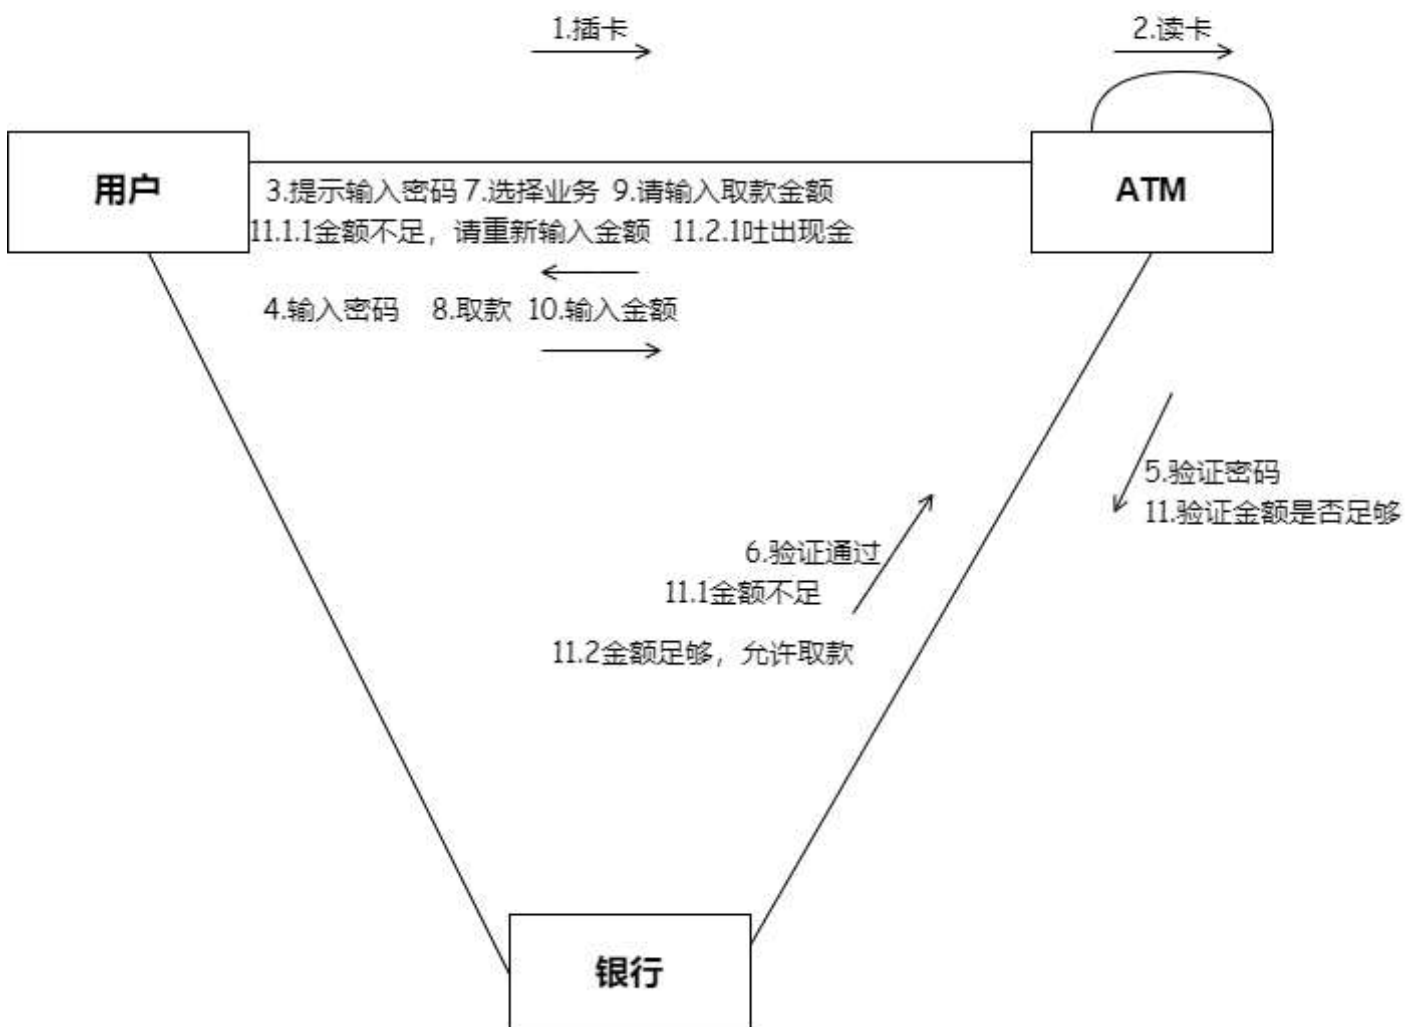 1.插卡
2.读卡
用户
ATM
3.提示输入密码 7.选择业务 9.请输入取款金额
11.1.1金额不足，请重新输入金额 11.2.1吐出现金
4.输入密码 8.取款 10.输入金额
5.验证密码
11.验证金额是否足够
6.验证通过
11.1金额不足
11.2金额足够，允许取款
银行